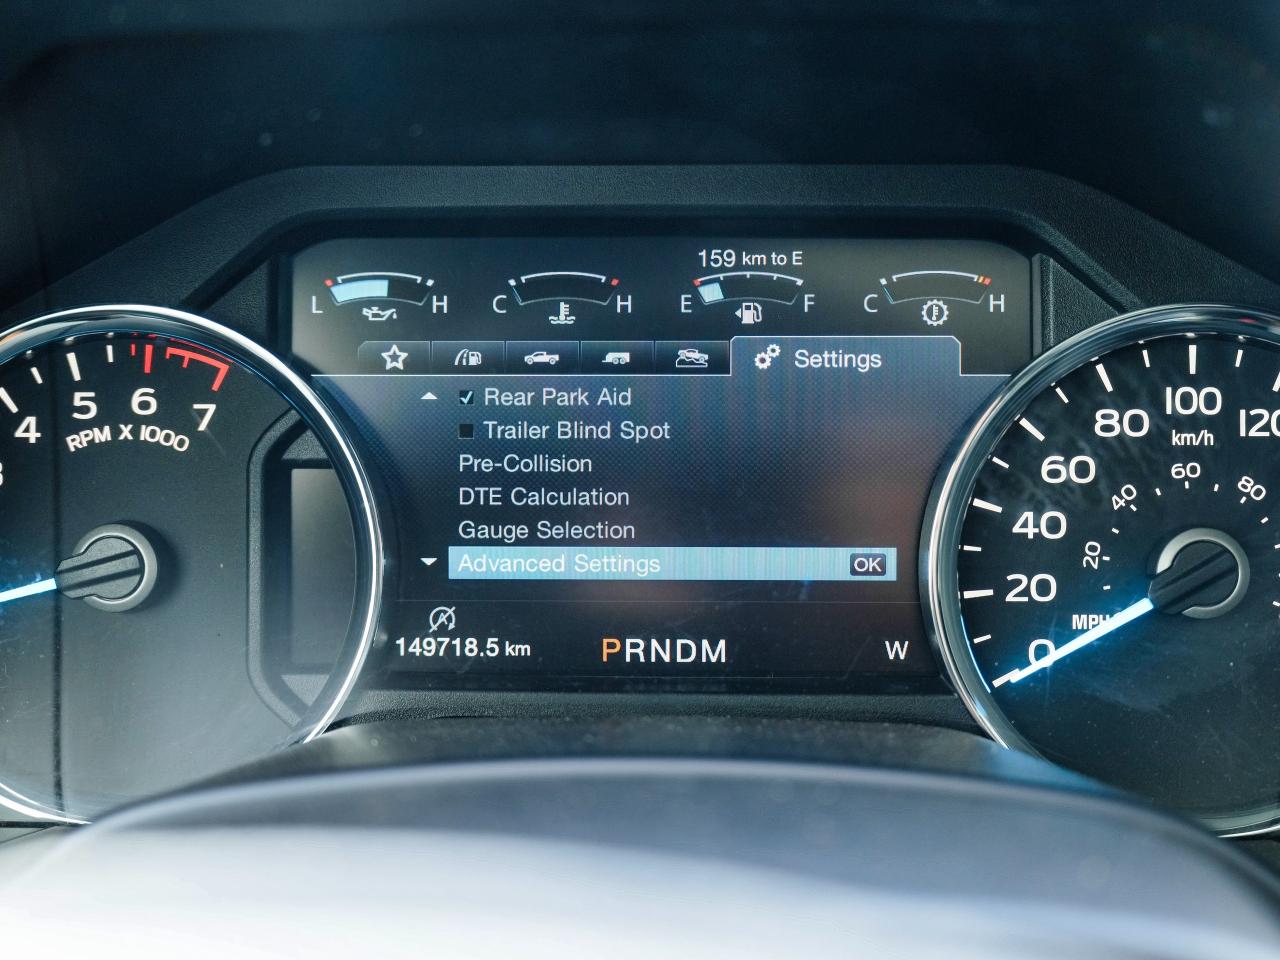 159 km to E
L H C H E F C H
Settings
Rear Park Aid
Trailer Blind Spot
Pre-Collision
DTE Calculation
Gauge Selection
Advanced Settings OK
149718.5 km
PRNDM
W
4 5 6 7
RPM X 1000
0 20 40 60 80 100 120
km/h
20 40 60 80
MPH